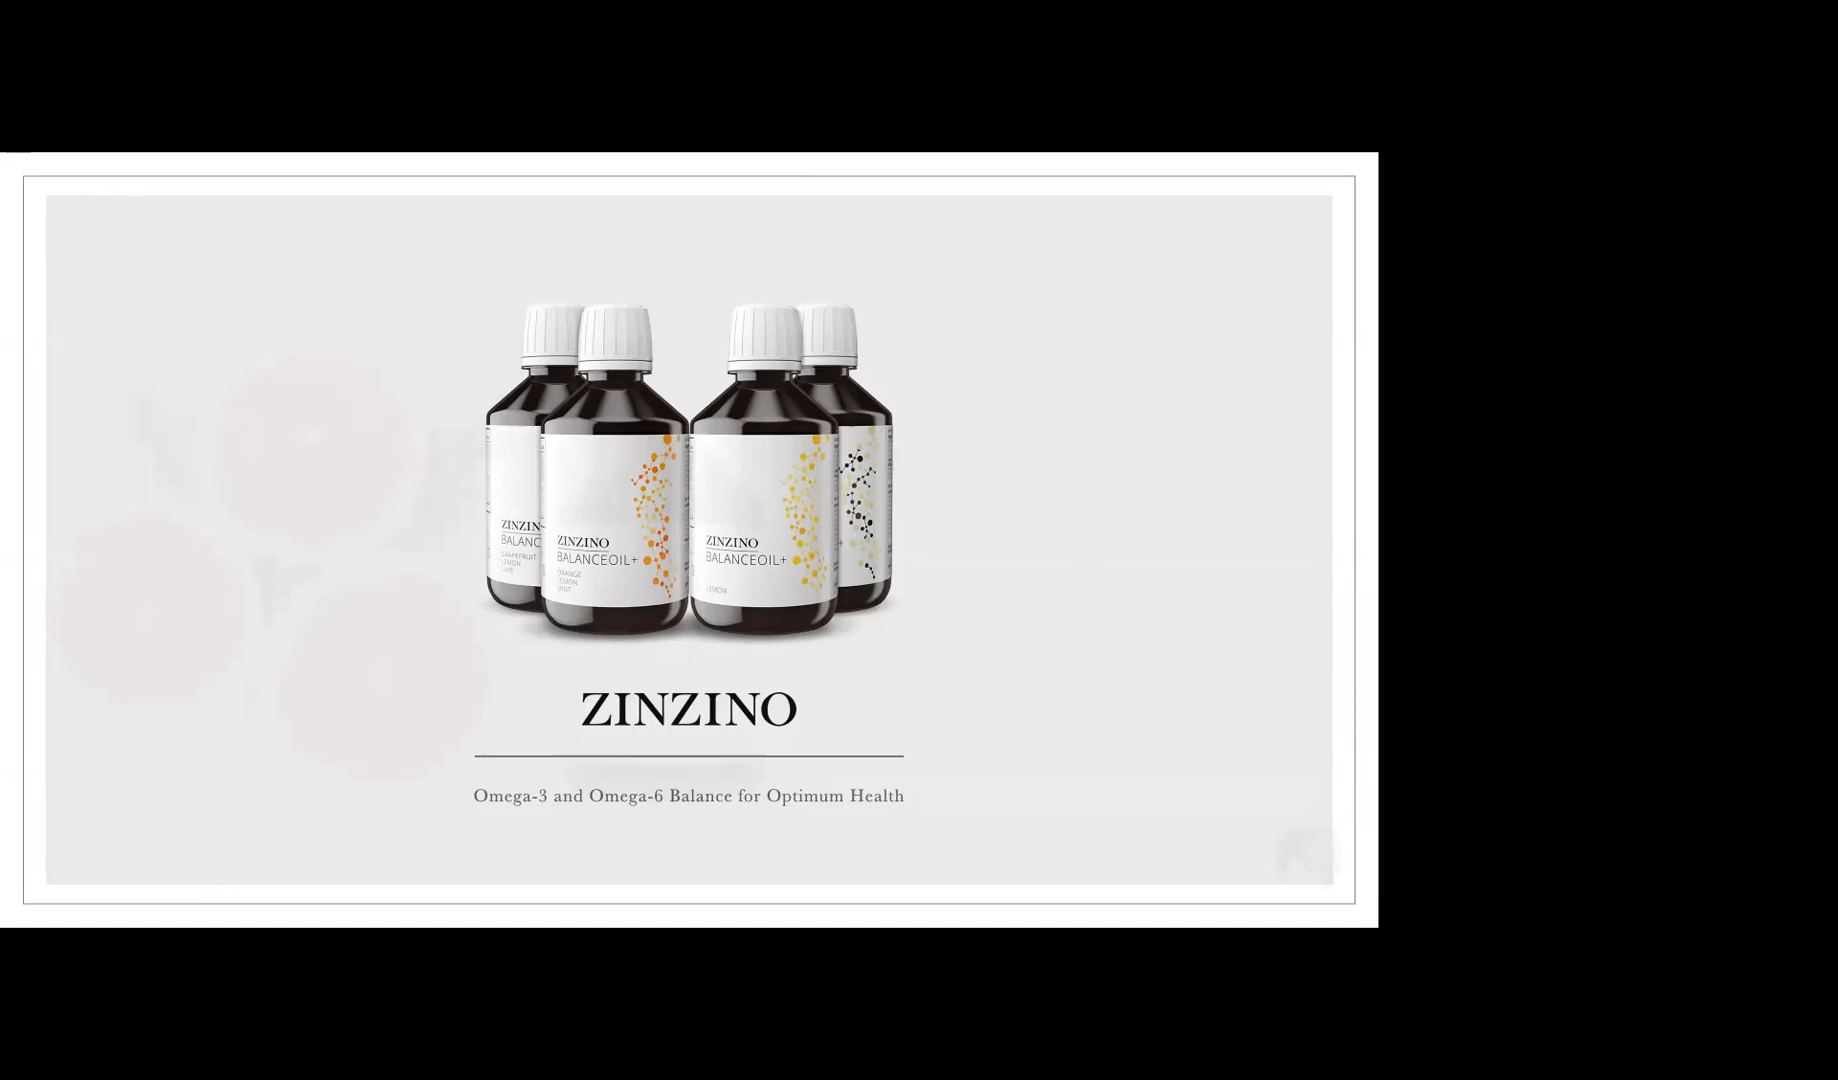 ZINZINO
BALANC
GRAPEFRUIT
LEMON
LIME
ZINZINO
BALANCEOIL+
ORANGE
LEMON
MINT
ZINZINO
BALANCEOIL+
LEMON
ZINZINO
Omega-3 and Omega-6 Balance for Optimum Health